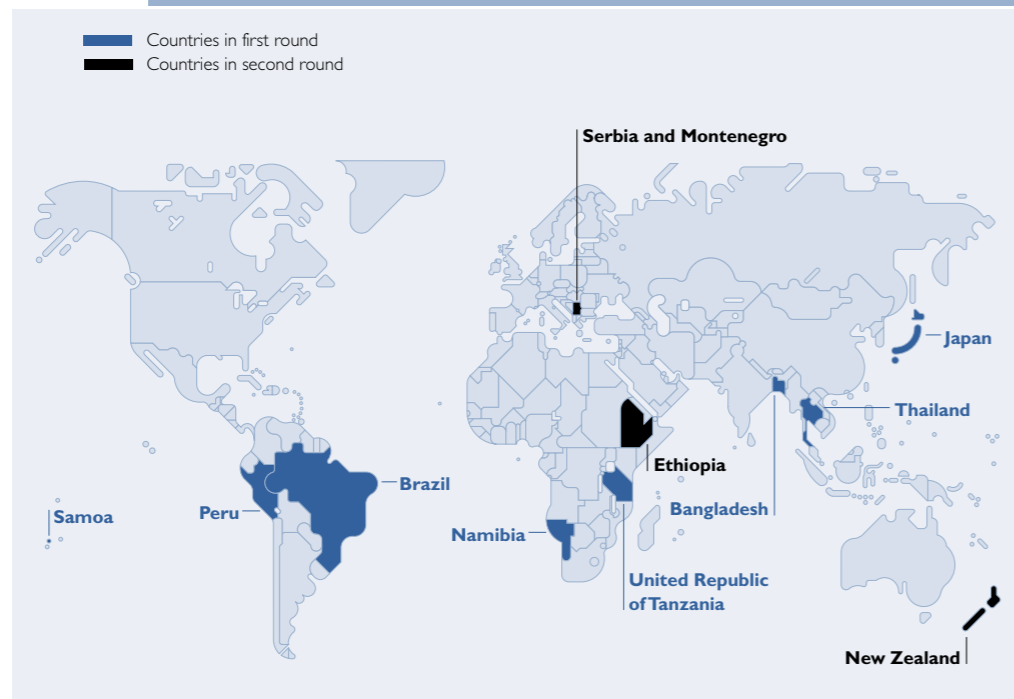 Countries in first round
Countries in second round
Serbia and Montenegro
Japan
Thailand
Ethiopia
Brazil
Bangladesh
Peru
Samoa
Namibia
United Republic
of Tanzania
New Zealand